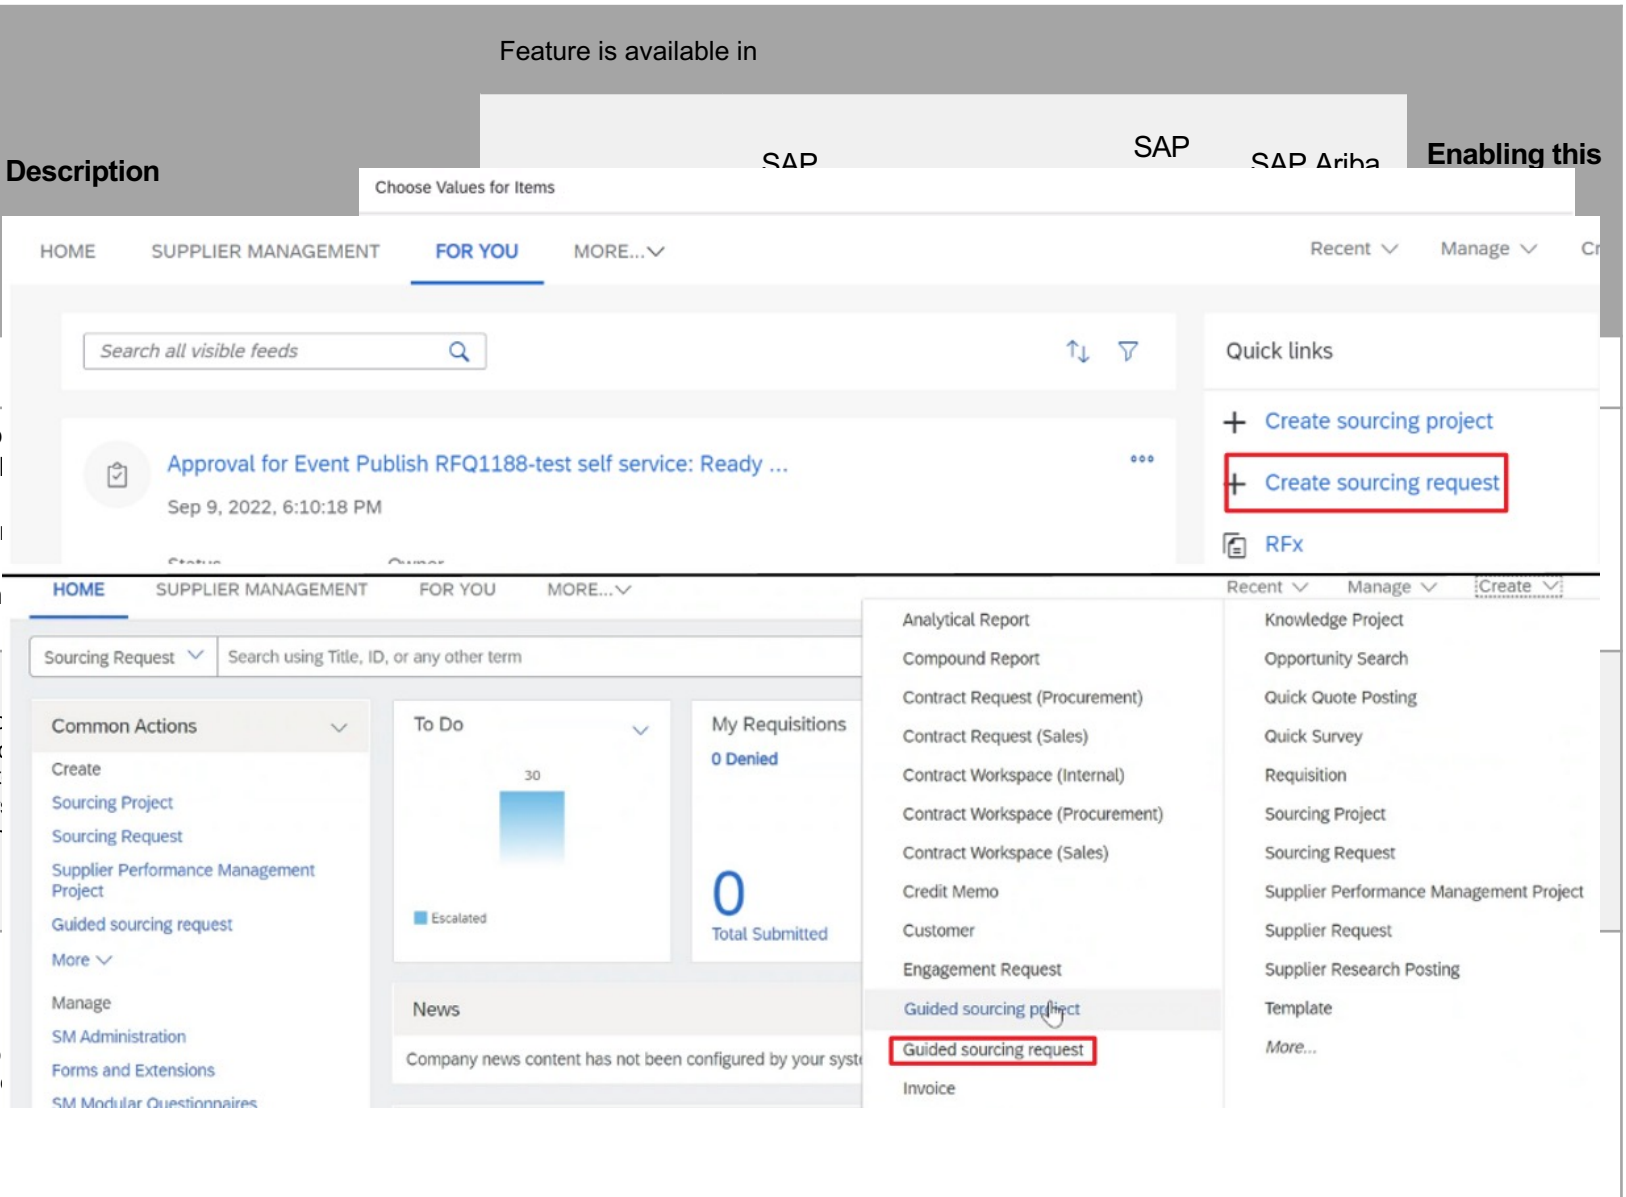 Feature is available in
SAP
SAP
SAP Ariba
Enabling this
Description
Choose Values for Items
HOME SUPPLIER MANAGEMENT FOR YOU MORE... Recent Manage
Search all visible feeds
Quick links
Create sourcing project
Approval for Event Publish RFQ1188-test self service: Ready ...
Create sourcing request
Sep 9, 2022, 6:10:18 PM
RFx
Status Owner
HOME SUPPLIER MANAGEMENT FOR YOU MORE... Recent Manage Create
Sourcing Request Search using Title, ID, or any other term
Common Actions
Create
Sourcing Project
Sourcing Request
Supplier Performance Management
Project
Guided sourcing request
More
Manage
SM Administration
Forms and Extensions
SM Modular Questionnaires
To Do
30
Escalated
My Requisitions
0 Denied
0
Total Submitted
News
Company news content has not been configured by your syste
Analytical Report
Compound Report
Contract Request (Procurement)
Contract Request (Sales)
Contract Workspace (Internal)
Contract Workspace (Procurement)
Contract Workspace (Sales)
Credit Memo
Customer
Engagement Request
Guided sourcing project
Guided sourcing request
Invoice
Knowledge Project
Opportunity Search
Quick Quote Posting
Quick Survey
Requisition
Sourcing Project
Sourcing Request
Supplier Performance Management Project
Supplier Request
Supplier Research Posting
Template
More...